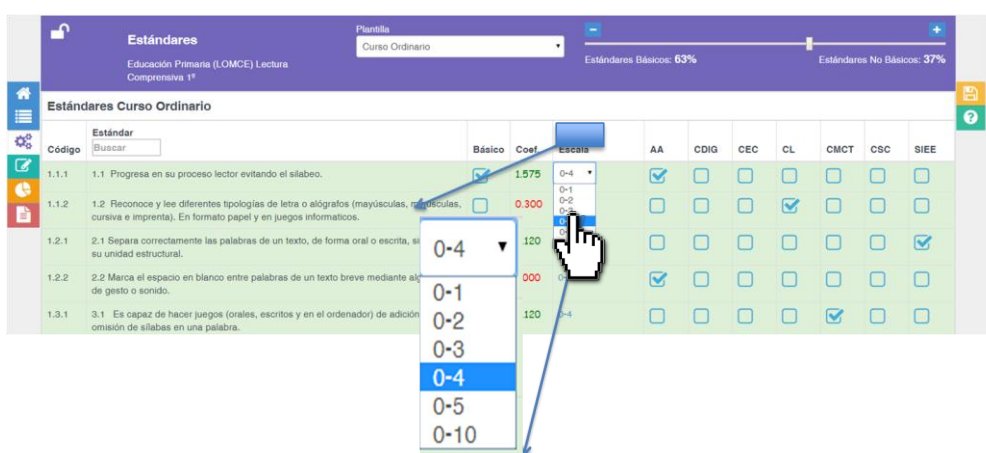 Plantilla
Estándares
Curso Ordinario
Educación Primaria (LOMCE) Lectura
Comprensiva 1º
Estándares Básicos: 63%
Estándares No Básicos: 37%
Estándares Curso Ordinario
Código
Estándar
Buscar
Básico
Coef.
Escala
AA
CDIG
CEC
CL
CMCT
CSC
SIEE
1.1.1
1.1 Progresa en su proceso lector evitando el silabeo.
1.575
0-4
0-1
0-2
0-3
1.1.2
1.2 Reconoce y lee diferentes tipologías de letra o alógrafos (mayúsculas, minúsculas,
cursiva e imprenta). En formato papel y en juegos informaticos.
0.300
1.2.1
2.1 Separa correctamente las palabras de un texto, de forma oral o escrita,
su unidad estructural.
.120
1.2.2
2.2 Marca el espacio en blanco entre palabras de un texto breve mediante
de gesto o sonido.
000
1.3.1
3.1 Es capaz de hacer juegos (orales, escritos y en el ordenador) de adición
omisión de sílabas en una palabra.
.120
0-4
0-4
0-1
0-2
0-3
0-4
0-5
0-10